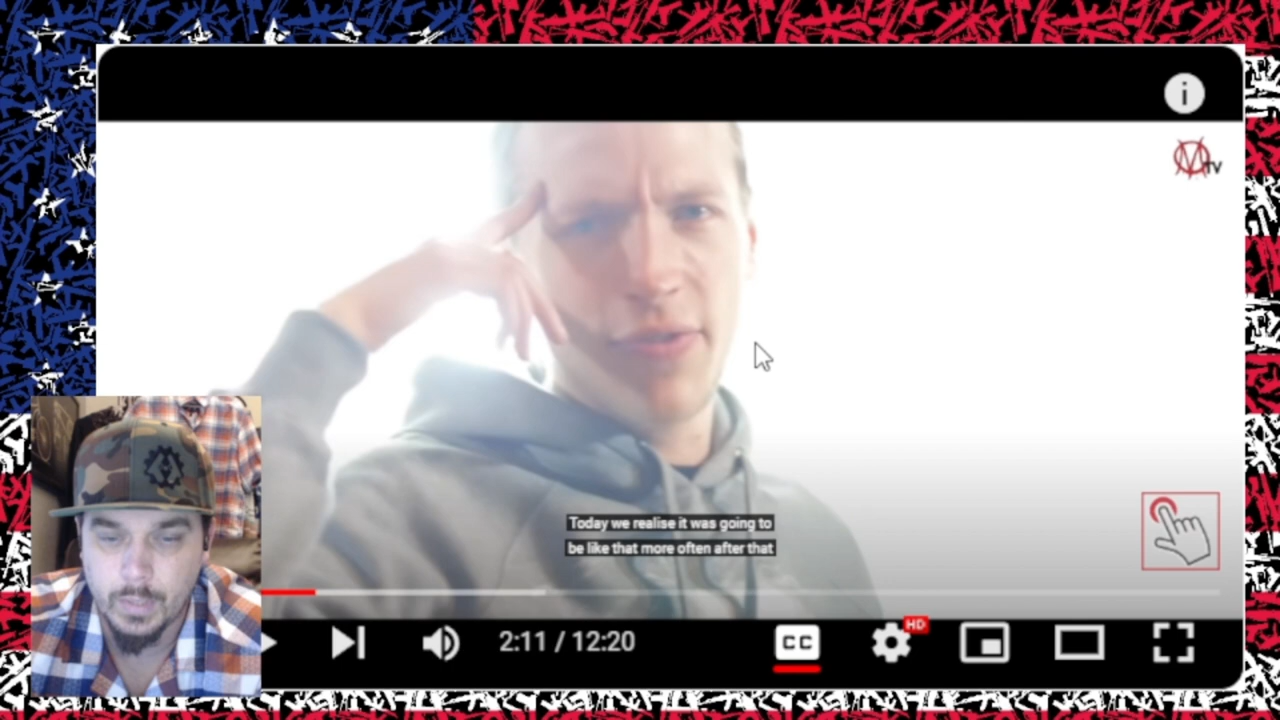 i
MTV
Today we realise it was going to
be like that more often after that
2:11 / 12:20
CC
HD